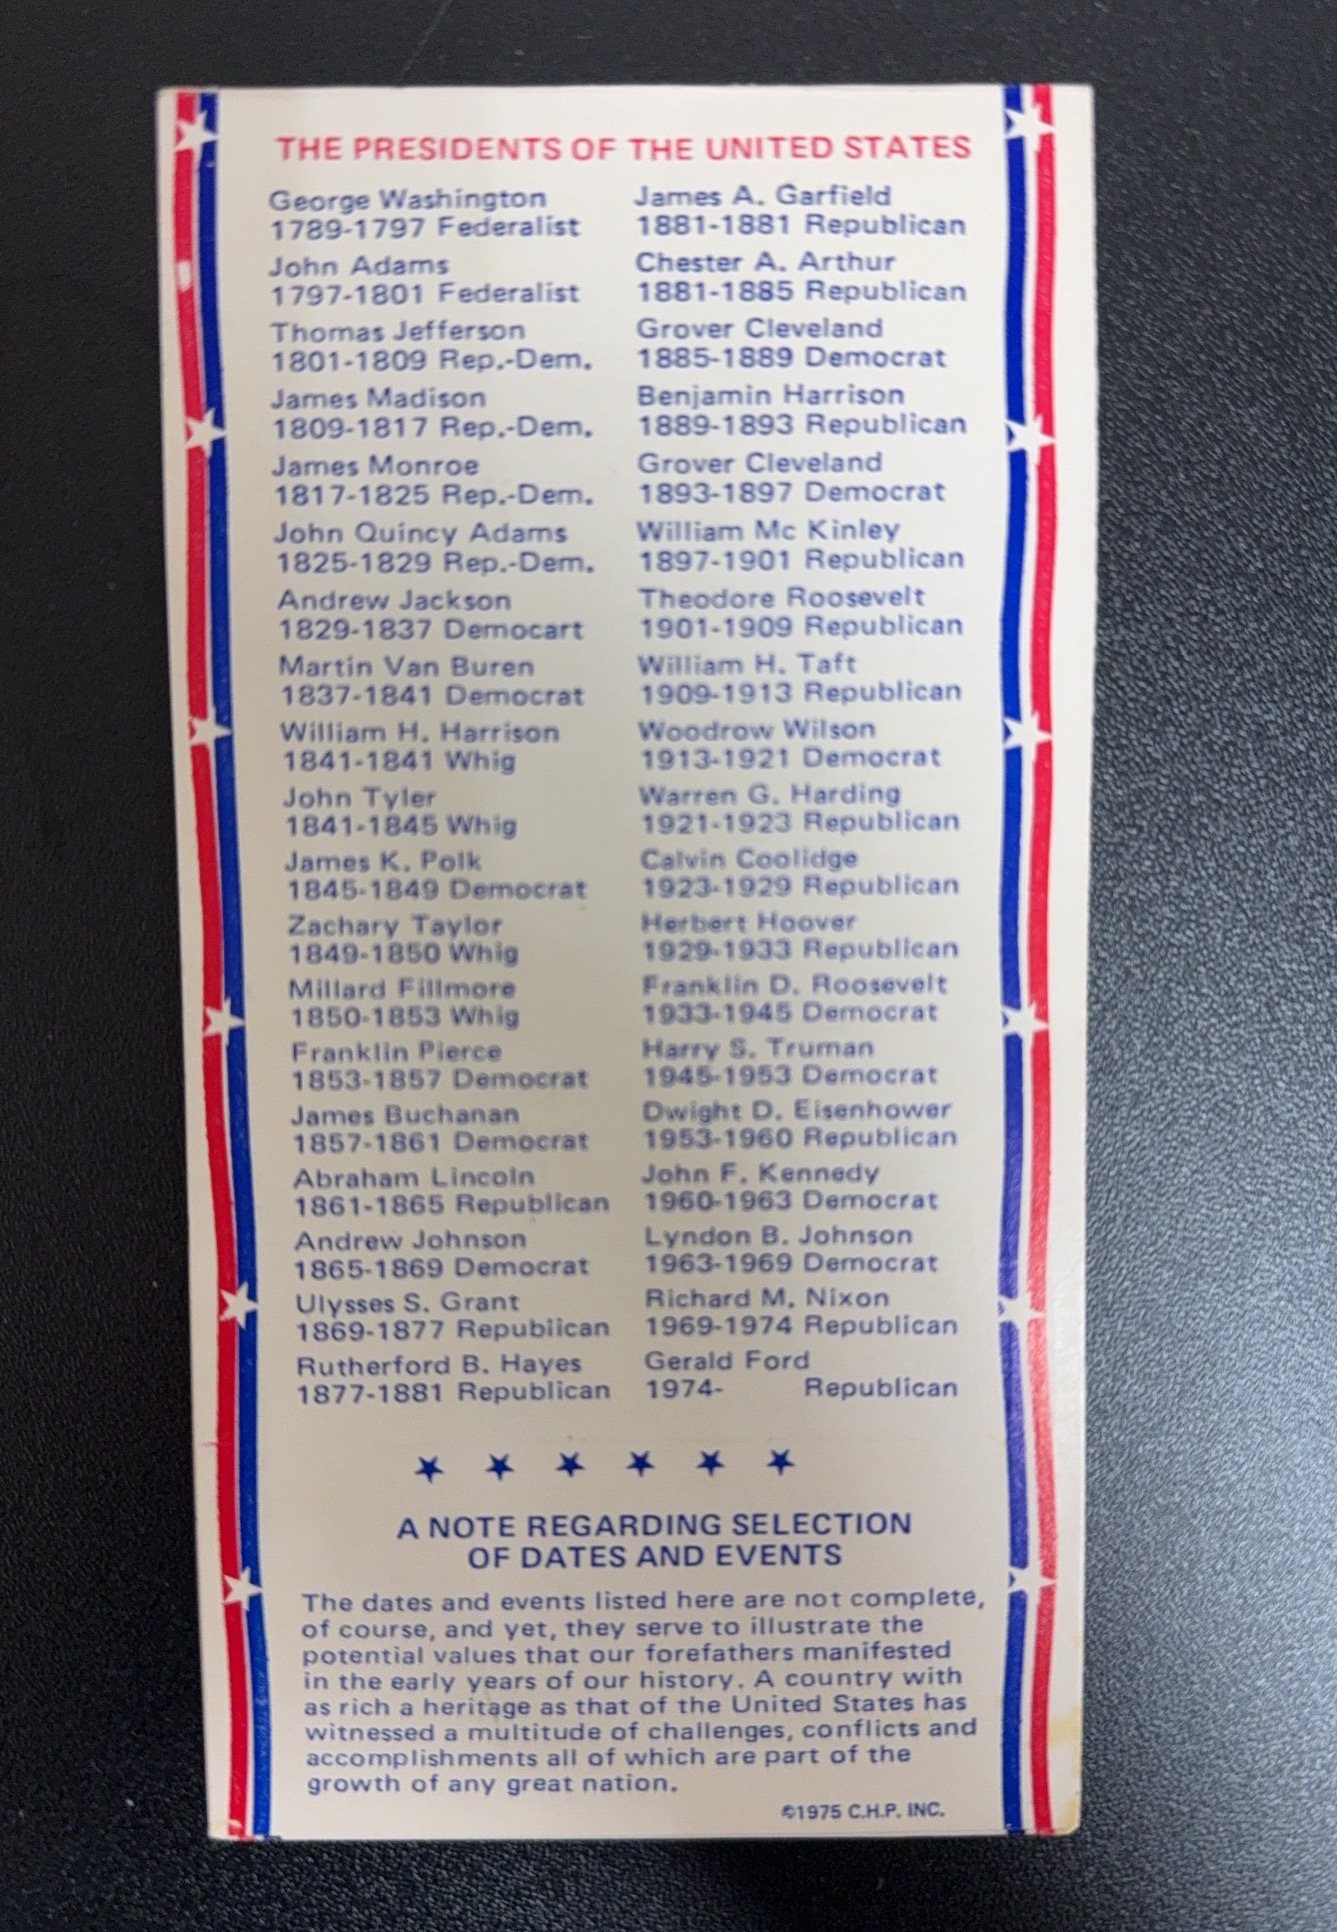 THE PRESIDENTS OF THE UNITED STATES
George Washington
1789-1797 Federalist
John Adams
1797-1801 Federalist
Thomas Jefferson
1801-1809 Rep.-Dem.
James Madison
1809-1817 Rep.-Dem.
James Monroe
1817-1825 Rep.-Dem.
John Quincy Adams
1825-1829 Rep.-Dem.
Andrew Jackson
1829-1837 Democart
Martin Van Buren
1837-1841 Democrat
William H. Harrison
1841-1841 Whig
John Tyler
1841-1845 Whig
James K. Polk
1845-1849 Democrat
Zachary Taylor
1849-1850 Whig
Millard Fillmore
1850-1853 Whig
Franklin Pierce
1853-1857 Democrat
James Buchanan
1857-1861 Democrat
Abraham Lincoln
1861-1865 Republican
Andrew Johnson
1865-1869 Democrat
Ulysses S. Grant
1869-1877 Republican
Rutherford B. Hayes
1877-1881 Republican
James A. Garfield
1881-1881 Republican
Chester A. Arthur
1881-1885 Republican
Grover Cleveland
1885-1889 Democrat
Benjamin Harrison
1889-1893 Republican
Grover Cleveland
1893-1897 Democrat
William Mc Kinley
1897-1901 Republican
Theodore Roosevelt
1901-1909 Republican
William H. Taft
1909-1913 Republican
Woodrow Wilson
1913-1921 Democrat
Warren G. Harding
1921-1923 Republican
Calvin Coolidge
1923-1929 Republican
Herbert Hoover
1929-1933 Republican
Franklin D. Roosevelt
1933-1945 Democrat
Harry S. Truman
1945-1953 Democrat
Dwight D. Eisenhower
1953-1960 Republican
John F. Kennedy
1960-1963 Democrat
Lyndon B. Johnson
1963-1969 Democrat
Richard M. Nixon
1969-1974 Republican
Gerald Ford
1974- Republican
A NOTE REGARDING SELECTION
OF DATES AND EVENTS
The dates and events listed here are not complete,
of course, and yet, they serve to illustrate the
potential values that our forefathers manifested
in the early years of our history. A country with
as rich a heritage as that of the United States has
witnessed a multitude of challenges, conflicts and
accomplishments all of which are part of the
growth of any great nation.
©1975 C.H.P. INC.